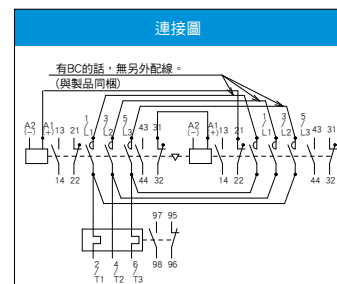 連接圖
有BC的話，無另外配線。
(與製品同梱)
A2 A1 13 21 1 3 5 43 31 A2 A1 13 21 1 3 5 43 31
(−) (+) L1 L2 L3 (−) (+) L1 L2 L3
14 22 44 32 14 22 44 32
97 95
2 4 6 98 96
T1 T2 T3